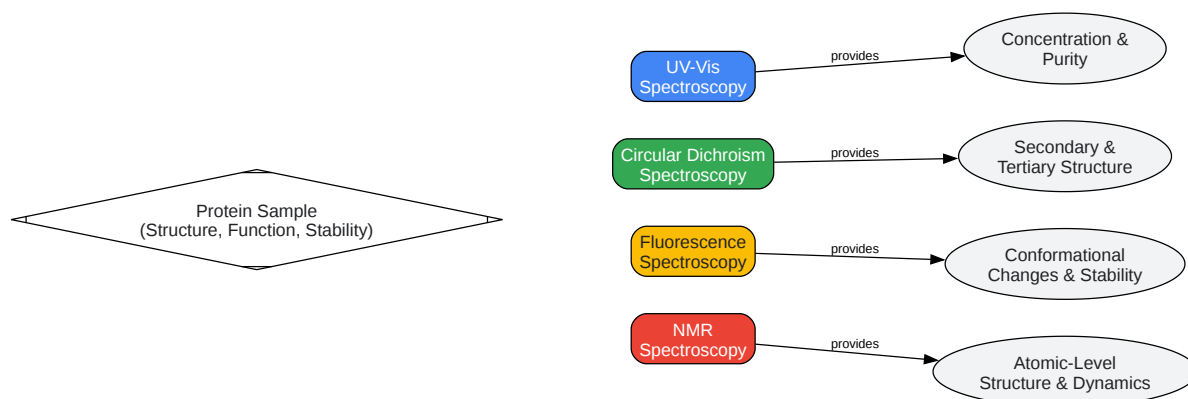 Protein Sample
(Structure, Function, Stability)
UV-Vis
Spectroscopy
provides
Concentration &
Purity
Circular Dichroism
Spectroscopy
provides
Secondary &
Tertiary Structure
Fluorescence
Spectroscopy
provides
Conformational
Changes & Stability
NMR
Spectroscopy
provides
Atomic-Level
Structure & Dynamics